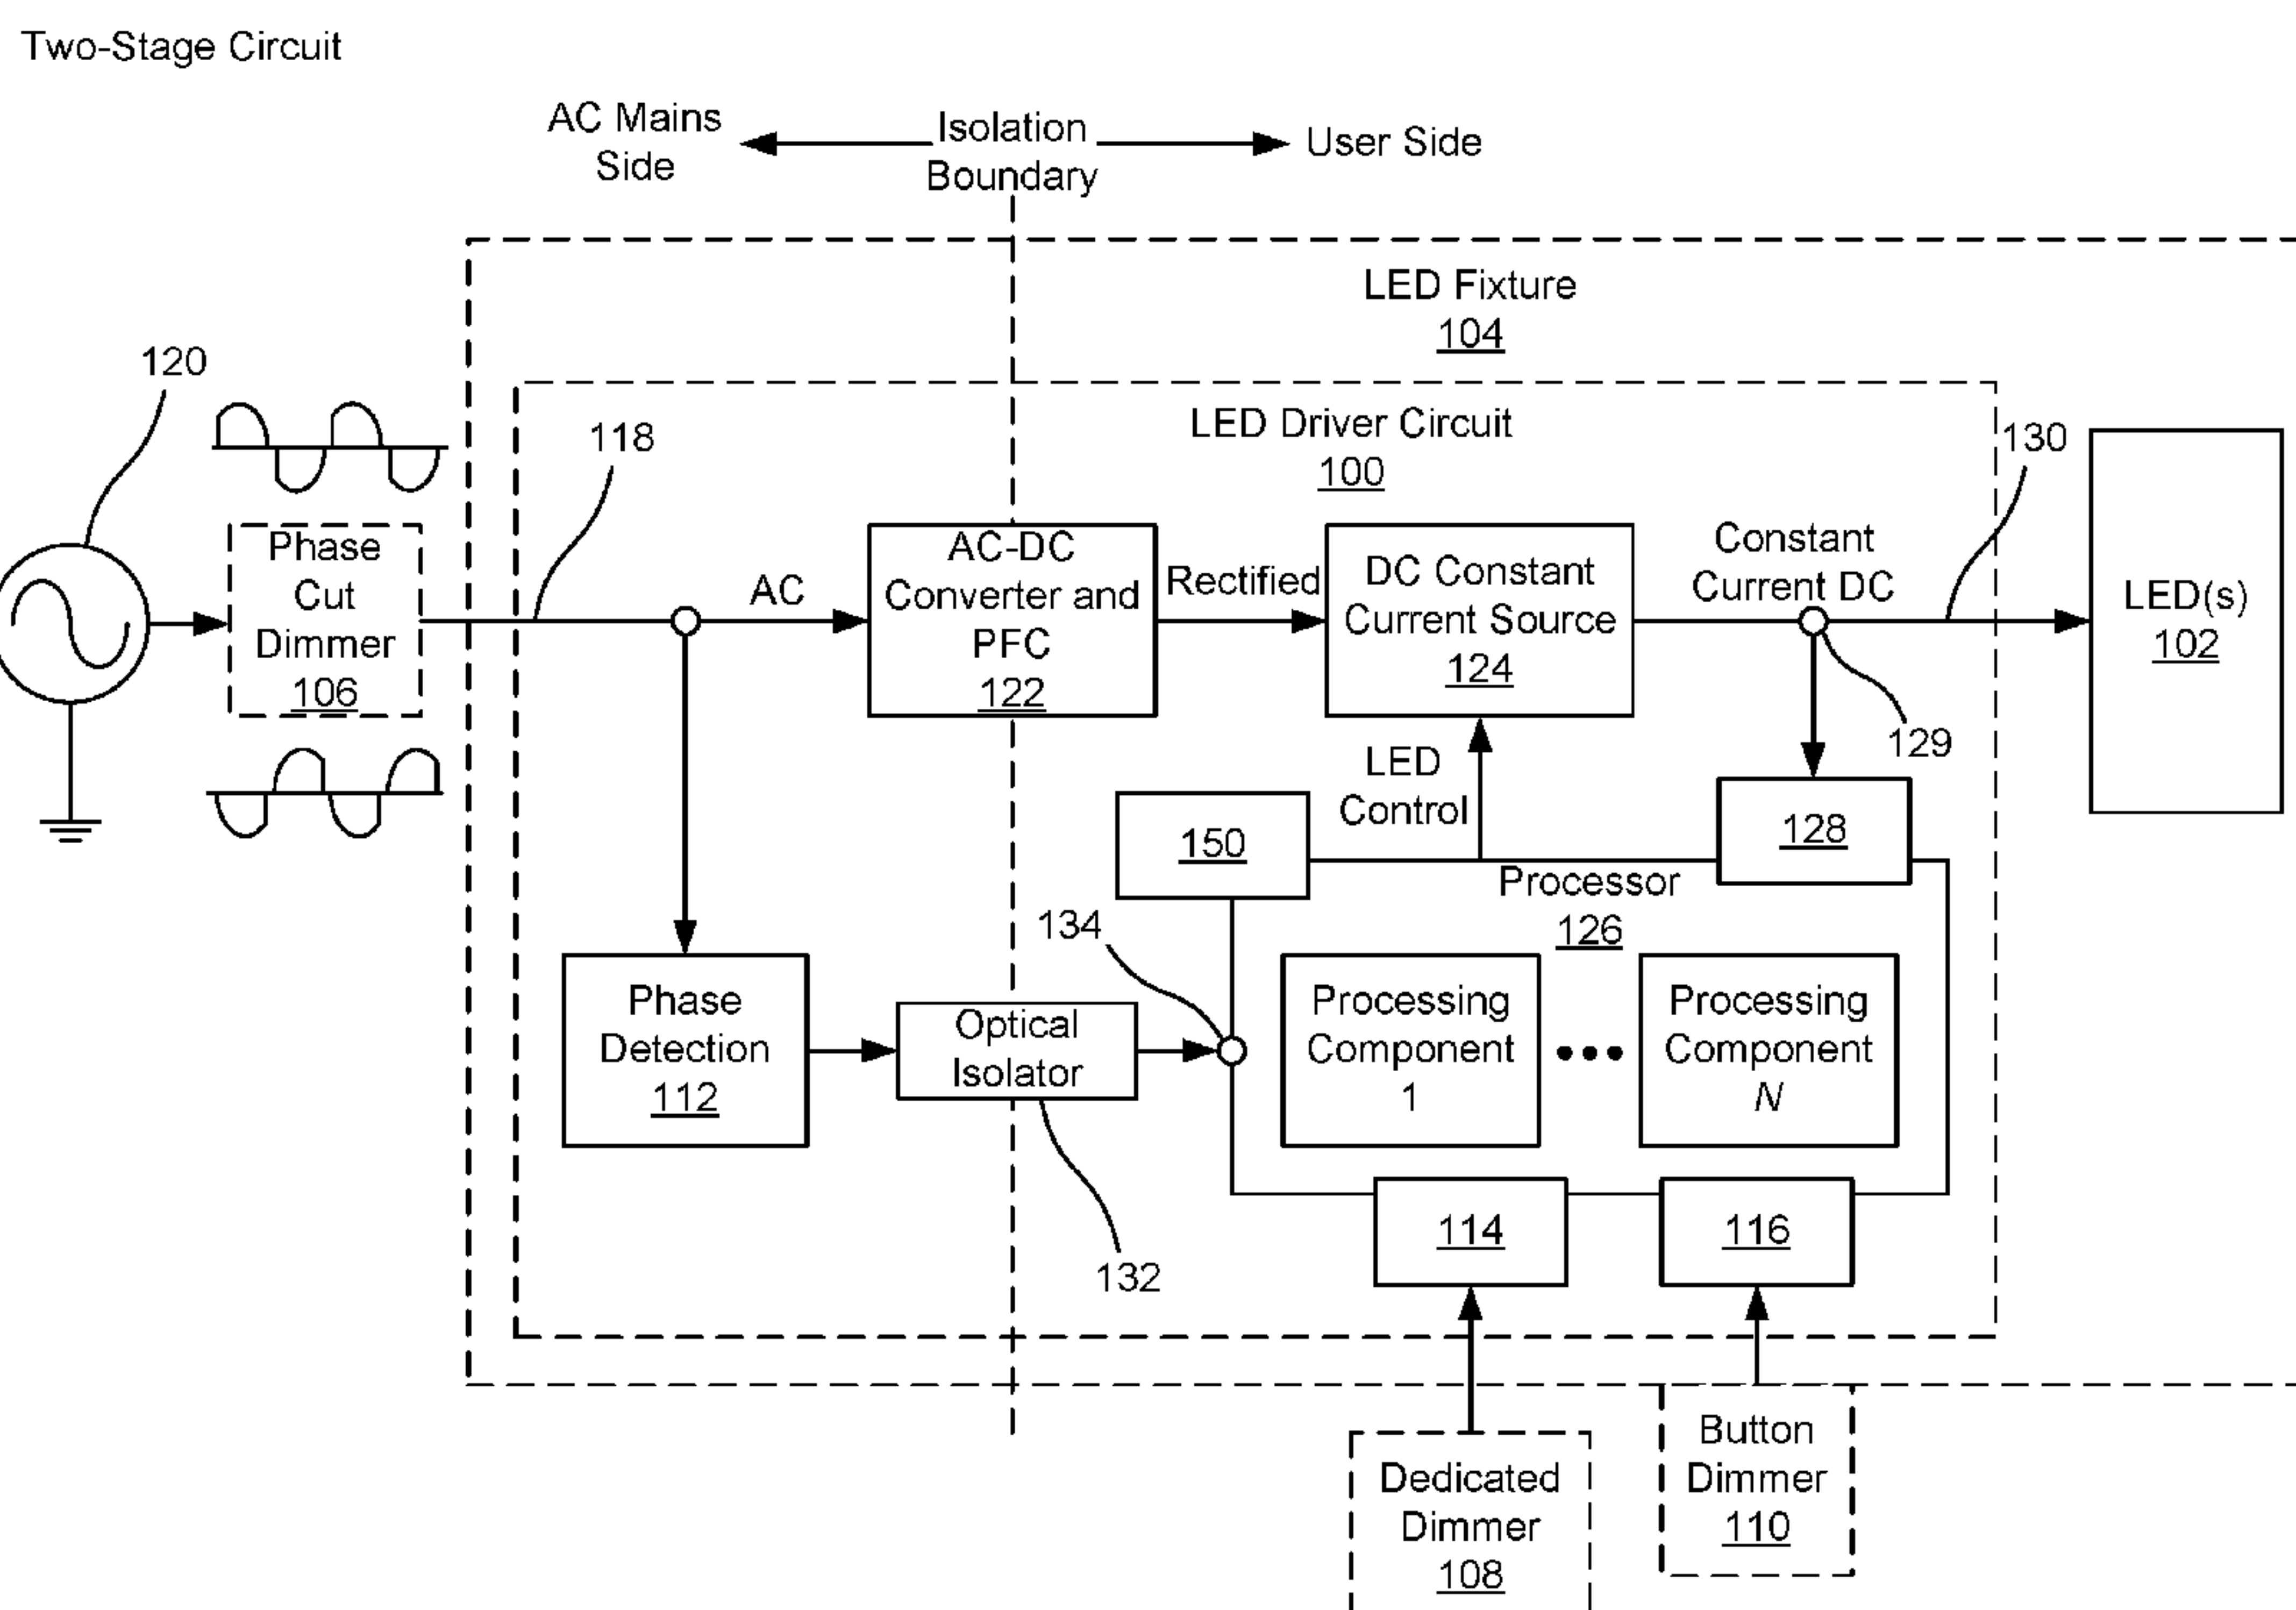 Two-Stage Circuit
AC Mains
Side
Isolation
Boundary
User Side
LED Fixture
104
LED Driver Circuit
100
120
118
130
Phase
Cut
Dimmer
106
AC
AC-DC
Converter and
PFC
122
Rectified
DC Constant
Current Source
124
Constant
Current DC
LED(s)
102
129
LED
Control
150
128
Processor
126
134
Phase
Detection
112
Optical
Isolator
Processing
Component
1
Processing
Component
N
132
114
116
Dedicated
Dimmer
108
Button
Dimmer
110